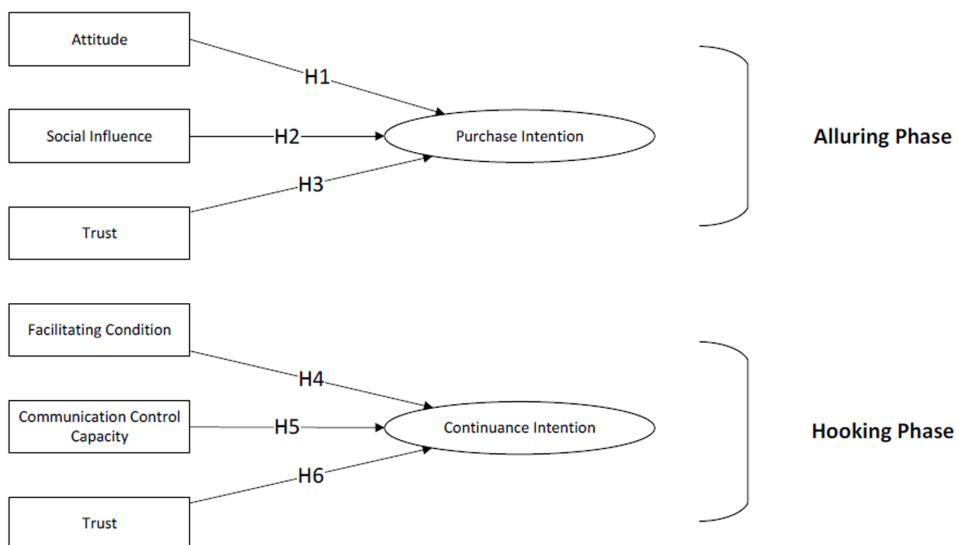 Attitude
H1
Social Influence
H2
Purchase Intention
Alluring Phase
H3
Trust
Facilitating Condition
H4
Communication Control
Capacity
H5
Continuance Intention
Hooking Phase
H6
Trust